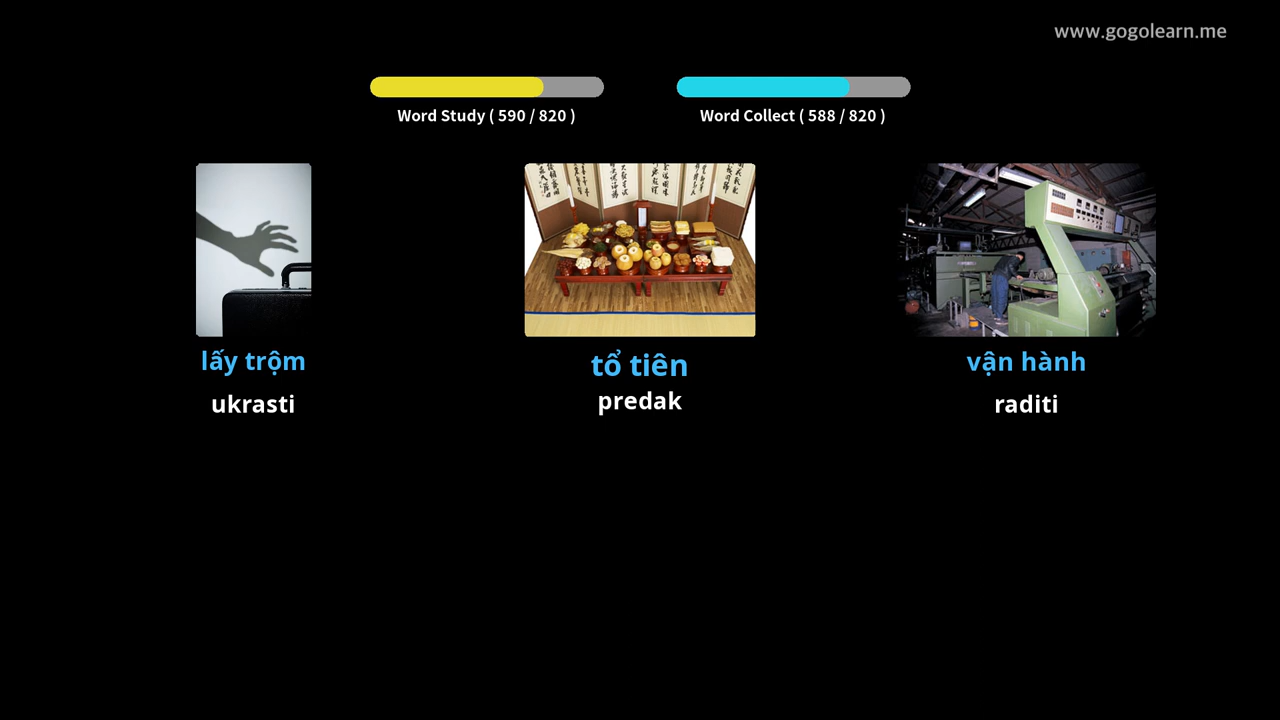 www.gogolearn.me
Word Study ( 590 / 820 )
Word Collect ( 588 / 820 )
lấy trộm
ukrasti
tổ tiên
predak
vận hành
raditi